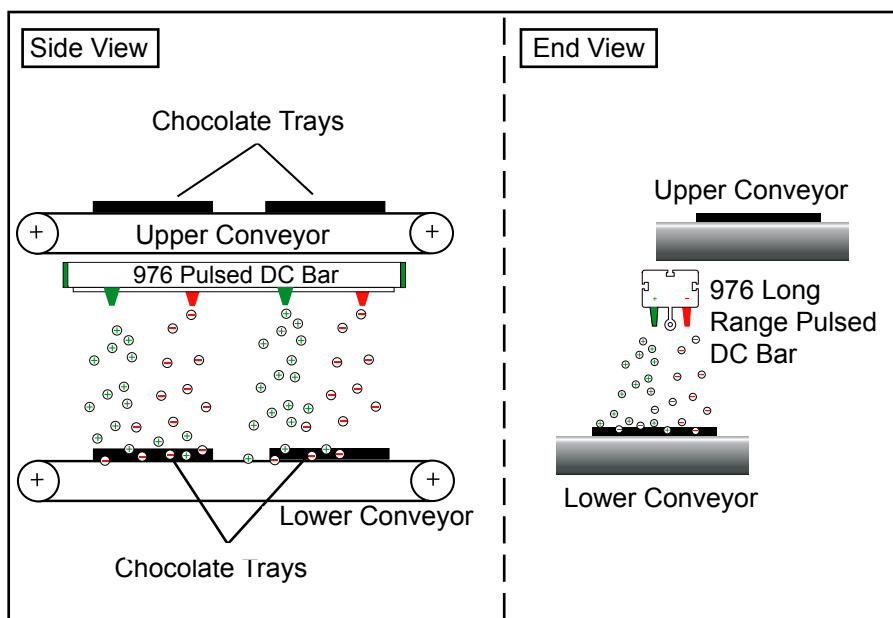 Side View
Chocolate Trays
Upper Conveyor
976 Pulsed DC Bar
Lower Conveyor
Chocolate Trays
End View
Upper Conveyor
976 Long
Range Pulsed
DC Bar
Lower Conveyor